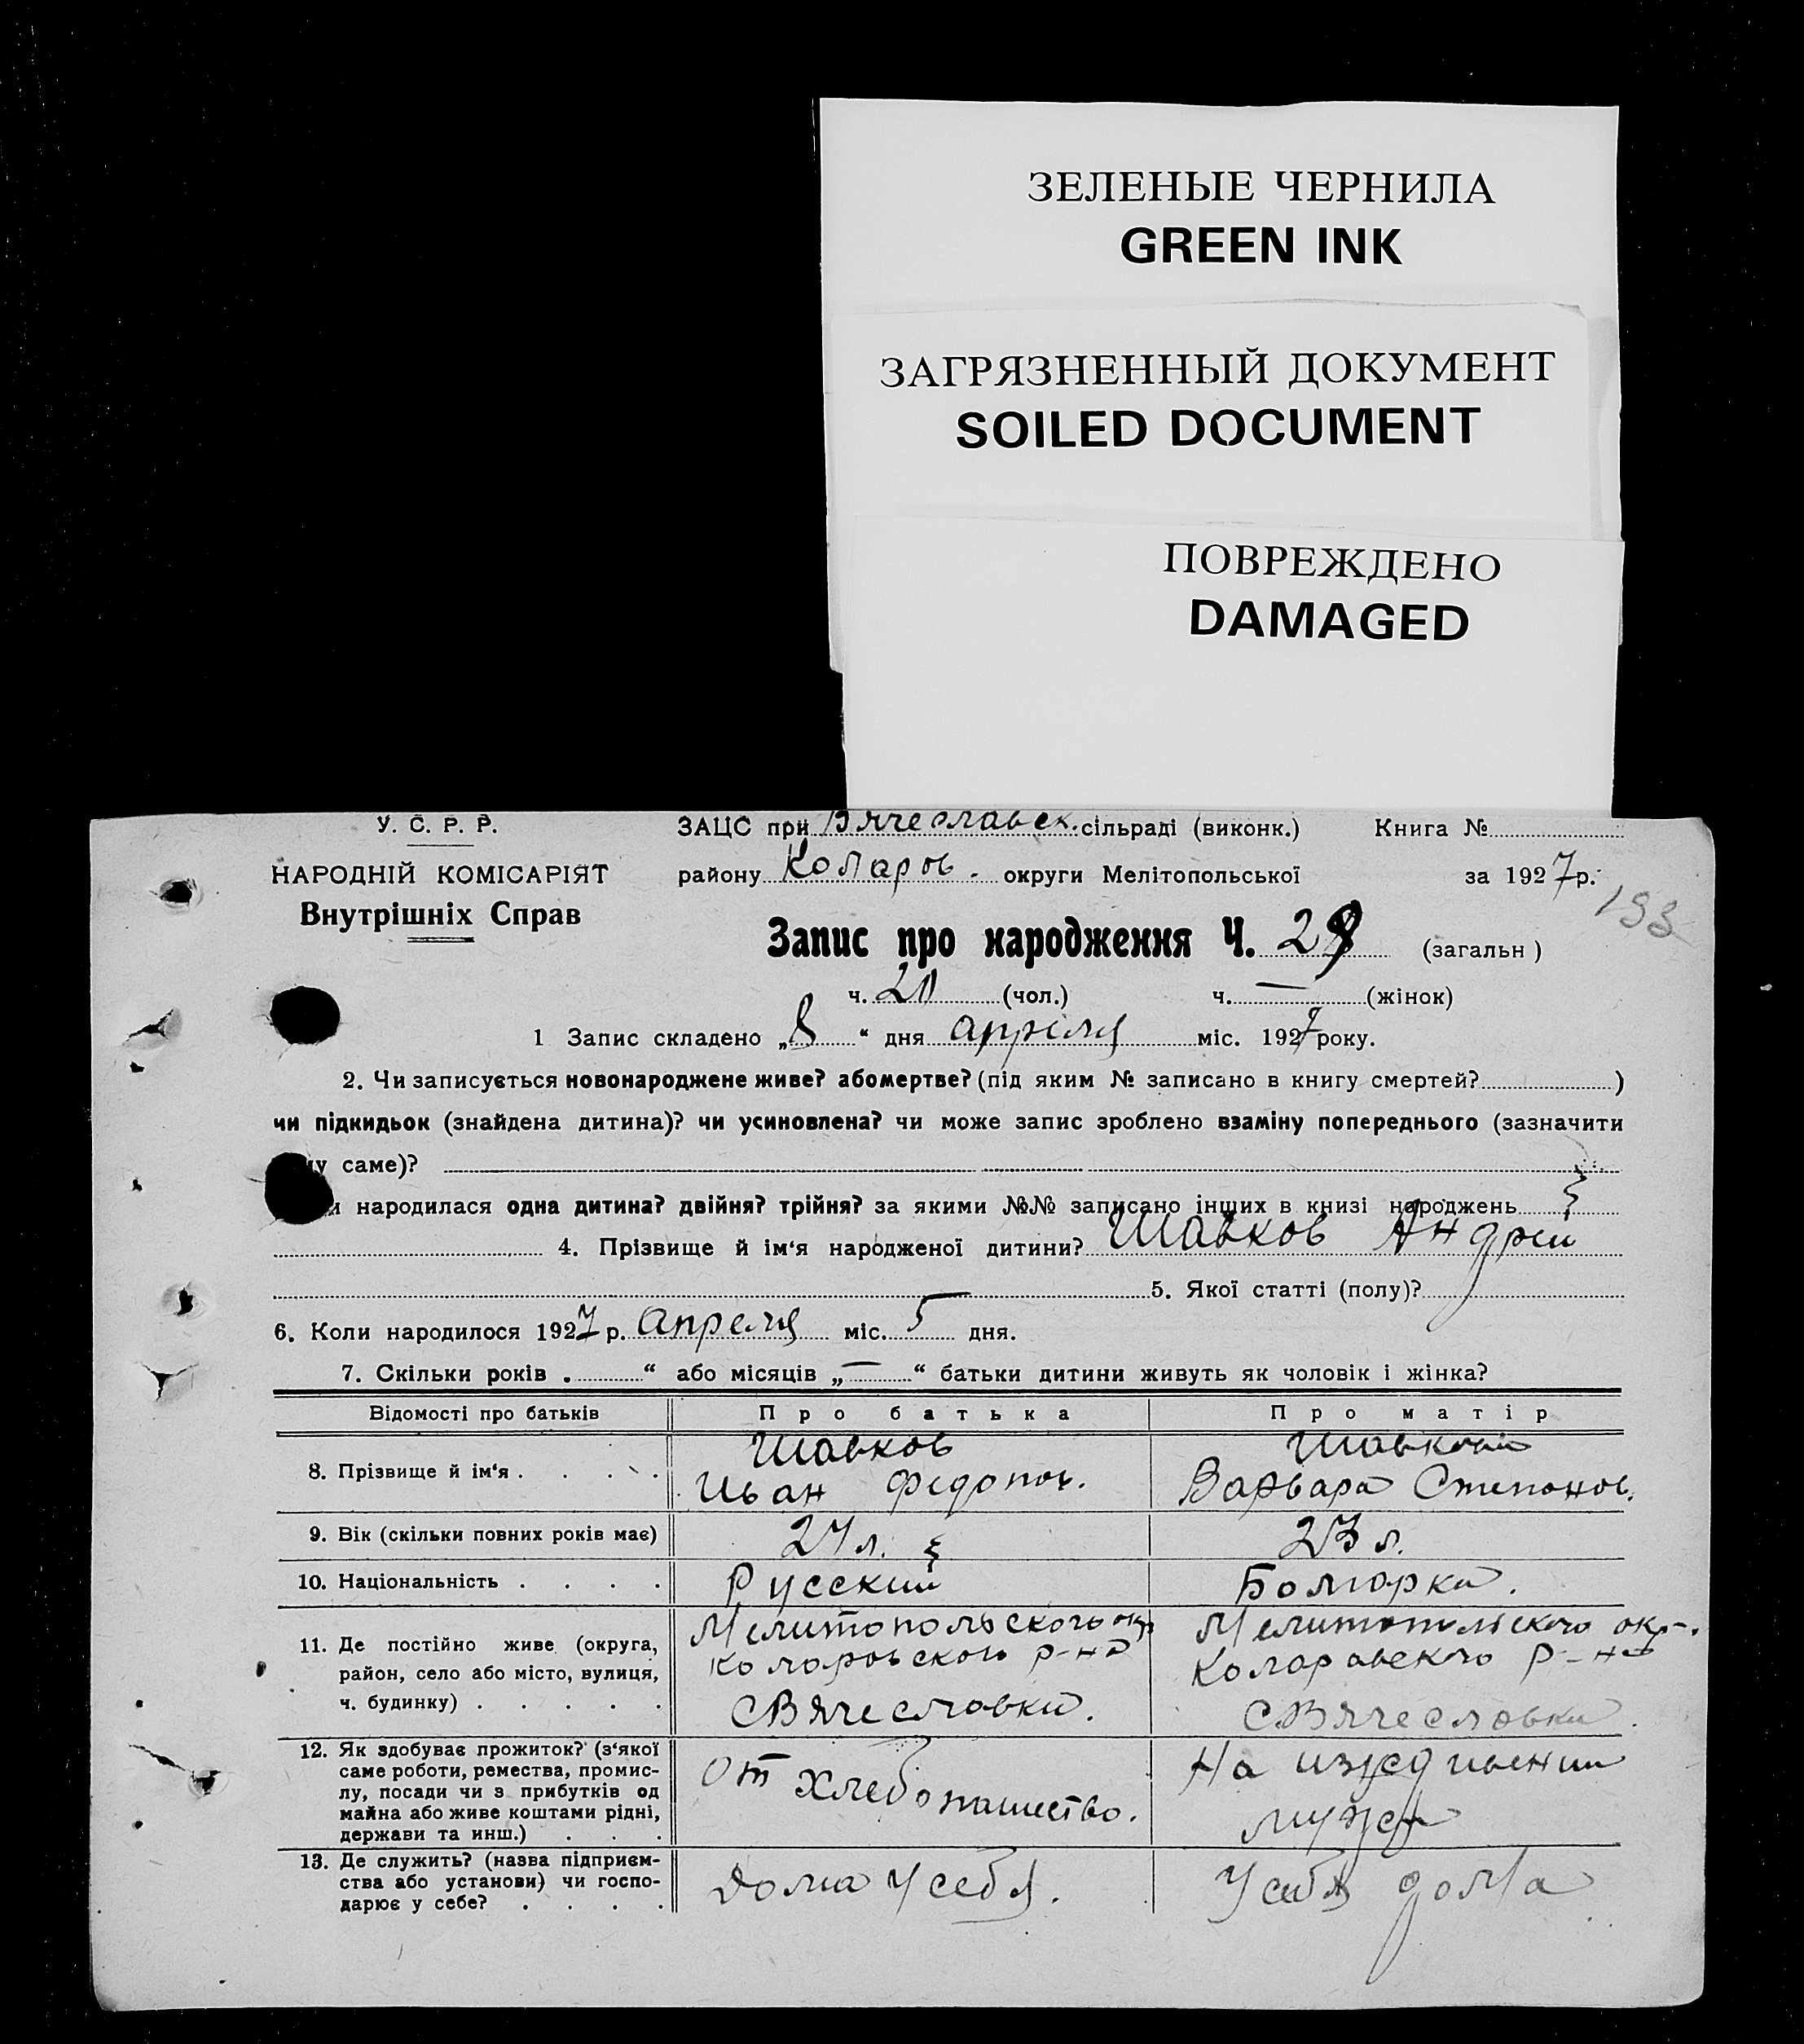 ЗЕЛЕНЫЕ ЧЕРНИЛА
GREEN INK
ЗАГРЯЗНЕННЫЙ ДОКУМЕНТ
SOILED DOCUMENT
ПОВРЕЖДЕНО
DAMAGED
У. С. Р. Р.
НАРОДНІЙ КОМІСАРІЯТ
Внутрішніх Справ
ЗАЦС при Вячеславск. сільраді (виконк.) Книга №
району Коларов. округи Мелітопольської за 1927 р.
193
Запис про народження Ч. 29 (загальн )
ч. 20 (чол.) ч. — (жінок)
1 Запис складено „8“ дня апреля міс. 1927 року.
2. Чи записується новонароджене живе? або мертве? (під яким № записано в книгу смертей? )
чи підкидьок (знайдена дитина)? чи усиновлена? чи може запис зроблено взаміну попереднього (зазначити
саме)?
народилася одна дитина? двійня? трійня? за якими №№ записано інших в книзі народжень
4. Прізвище й ім‘я народженої дитини? Шавков Андрей
5. Якої статті (полу)?
6. Коли народилося 1927 р. Апреля міс. 5 дня.
7. Скільки років „ “ або місяців „—“ батьки дитини живуть як чоловік і жінка?
Відомості про батьків Про батька Про матір
8. Прізвище й ім‘я . . . . . Шавков Иван Федотов. Шавкова Варвара Степанов.
9. Вік (скільки повних років має) 27 л. 23 л.
10. Національність . . . . Русский Болгарка.
11. Де постійно живе (округа,
район, село або місто, вулиця,
ч. будинку) . . . . .
Мелитопольского окр.
Коларовского р-на
С Вячеславки.
Мелитопольского окр.
Коларавского р-на
С. Вячеславки.
12. Як здобуває прожиток? (з‘якої
саме роботи, ремества, промис-
лу, посади чи з прибутків од
майна або живе коштами рідні,
держави та инш.) . . .
от хлебопашество.
На иждивении
мужа
13. Де служить? (назва підприєм-
ства або установи) чи госпо-
дарює у себе? . . . .
Дома у себя.
У себя дома